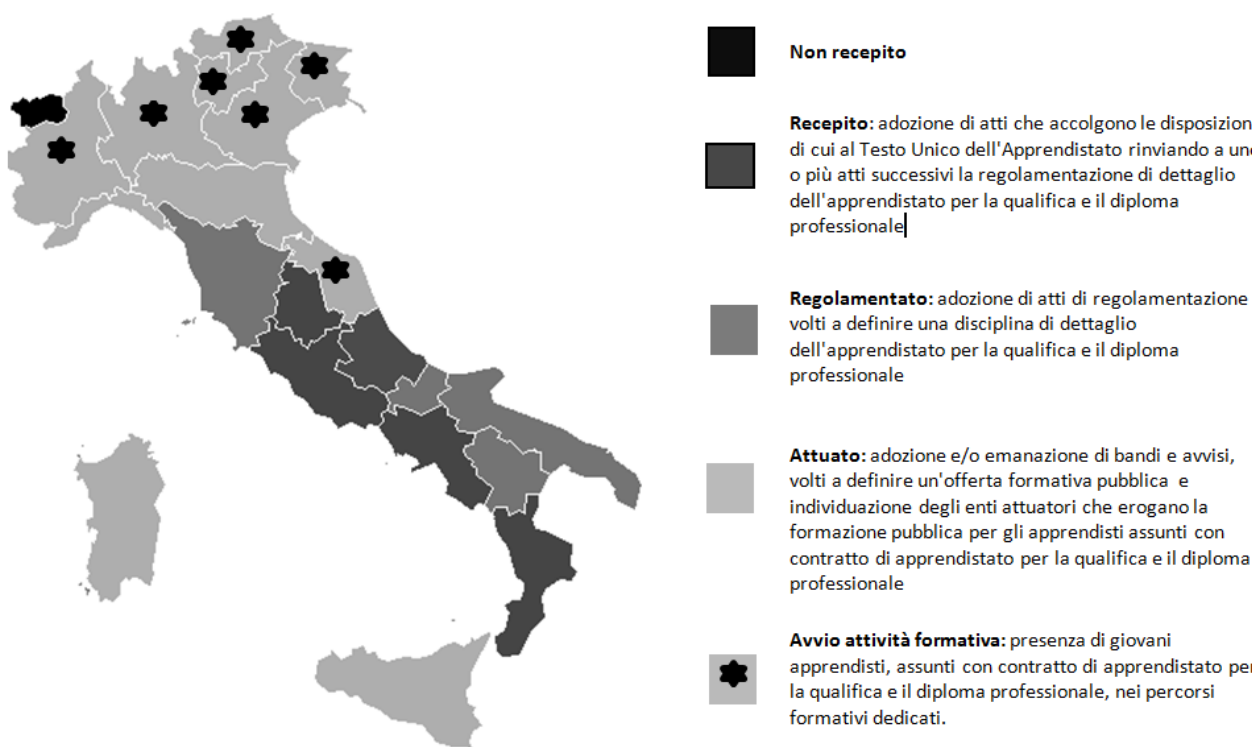 Non recepito
Recepito: adozione di atti che accolgono le disposizion
di cui al Testo Unico dell'Apprendistato rinviando a uno
o più atti successivi la regolamentazione di dettaglio
dell'apprendistato per la qualifica e il diploma
professionale
Regolamentato: adozione di atti di regolamentazione
volti a definire una disciplina di dettaglio
dell'apprendistato per la qualifica e il diploma
professionale
Attuato: adozione e/o emanazione di bandi e avvisi,
volti a definire un'offerta formativa pubblica e
individuazione degli enti attuatori che erogano la
formazione pubblica per gli apprendisti assunti con
contratto di apprendistato per la qualifica e il diploma
professionale
Avvio attività formativa: presenza di giovani
apprendisti, assunti con contratto di apprendistato per
la qualifica e il diploma professionale, nei percorsi
formativi dedicati.